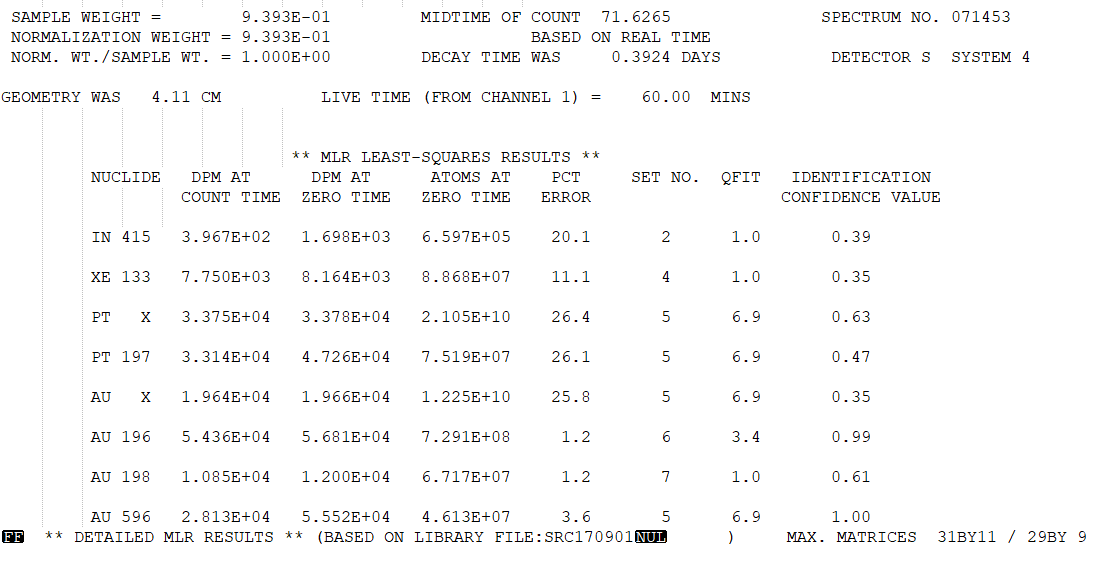 SAMPLE WEIGHT = 9.393E-01 MIDTIME OF COUNT 71.6265 SPECTRUM NO. 071453
NORMALIZATION WEIGHT = 9.393E-01 BASED ON REAL TIME
NORM. WT./SAMPLE WT. = 1.000E+00 DECAY TIME WAS 0.3924 DAYS DETECTOR S SYSTEM 4
GEOMETRY WAS 4.11 CM LIVE TIME (FROM CHANNEL 1) = 60.00 MINS
** MLR LEAST-SQUARES RESULTS **
NUCLIDE DPM AT DPM AT ATOMS AT PCT SET NO. QFIT IDENTIFICATION
COUNT TIME ZERO TIME ZERO TIME ERROR CONFIDENCE VALUE
IN 415 3.967E+02 1.698E+03 6.597E+05 20.1 2 1.0 0.39
XE 133 7.750E+03 8.164E+03 8.868E+07 11.1 4 1.0 0.35
PT X 3.375E+04 3.378E+04 2.105E+10 26.4 5 6.9 0.63
PT 197 3.314E+04 4.726E+04 7.519E+07 26.1 5 6.9 0.47
AU X 1.964E+04 1.966E+04 1.225E+10 25.8 5 6.9 0.35
AU 196 5.436E+04 5.681E+04 7.291E+08 1.2 6 3.4 0.99
AU 198 1.085E+04 1.200E+04 6.717E+07 1.2 7 1.0 0.61
AU 596 2.813E+04 5.552E+04 4.613E+07 3.6 5 6.9 1.00
FF ** DETAILED MLR RESULTS ** (BASED ON LIBRARY FILE:SRC170901NUL ) MAX. MATRICES 31BY11 / 29BY 9